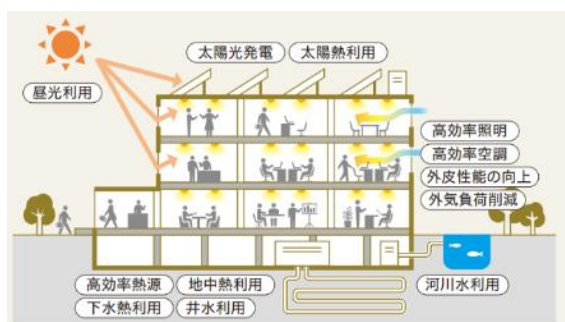 太陽光発電 太陽熱利用
昼光利用
高効率照明
高効率空調
外皮性能の向上
外気負荷削減
高効率熱源 地中熱利用 河川水利用
下水熱利用 井水利用